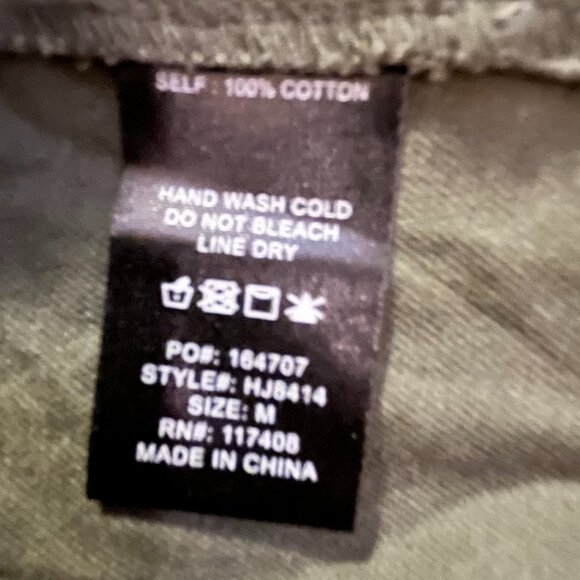 SELF : 100% COTTON
HAND WASH COLD
DO NOT BLEACH
LINE DRY
PO#: 164707
STYLE#: HJ8414
SIZE: M
RN#: 117408
MADE IN CHINA